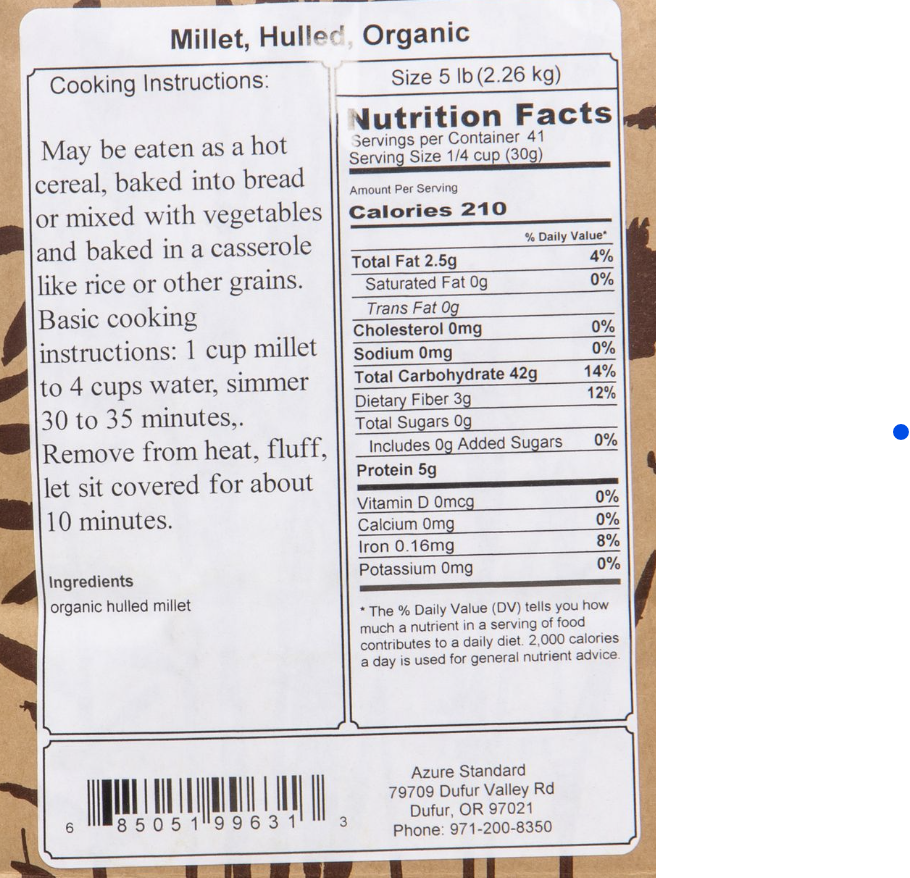 Millet, Hulled, Organic
Cooking Instructions:
May be eaten as a hot
cereal, baked into bread
or mixed with vegetables
and baked in a casserole
like rice or other grains.
Basic cooking
instructions: 1 cup millet
to 4 cups water, simmer
30 to 35 minutes,.
Remove from heat, fluff,
let sit covered for about
10 minutes.
Ingredients
organic hulled millet
Size 5 lb (2.26 kg)
Nutrition Facts
Servings per Container 41
Serving Size 1/4 cup (30g)
Amount Per Serving
Calories 210
% Daily Value*
Total Fat 2.5g 4%
Saturated Fat 0g 0%
Trans Fat 0g
Cholesterol 0mg 0%
Sodium 0mg 0%
Total Carbohydrate 42g 14%
Dietary Fiber 3g 12%
Total Sugars 0g
Includes 0g Added Sugars 0%
Protein 5g
Vitamin D 0mcg 0%
Calcium 0mg 0%
Iron 0.16mg 8%
Potassium 0mg 0%
* The % Daily Value (DV) tells you how
much a nutrient in a serving of food
contributes to a daily diet. 2,000 calories
a day is used for general nutrient advice.
6 85051 99631 3
Azure Standard
79709 Dufur Valley Rd
Dufur, OR 97021
Phone: 971-200-8350